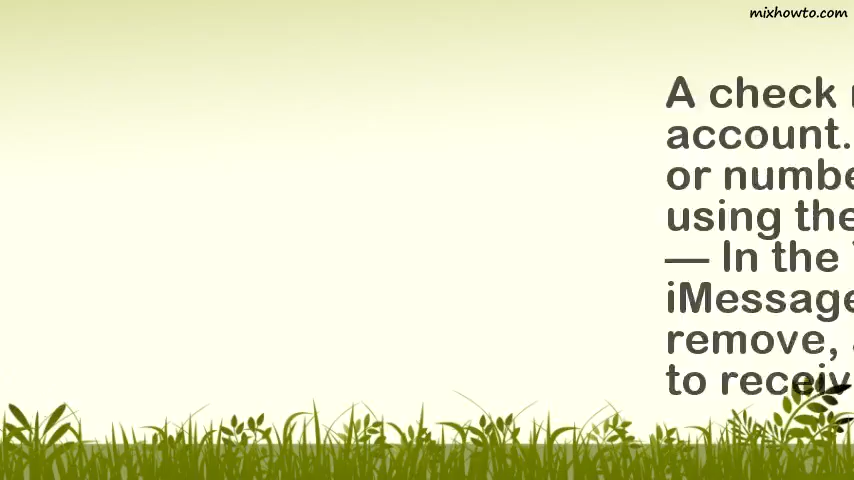 mixhowto.com
A check
account.
or numbe
using the
— In the
iMessage
remove,
to receiv